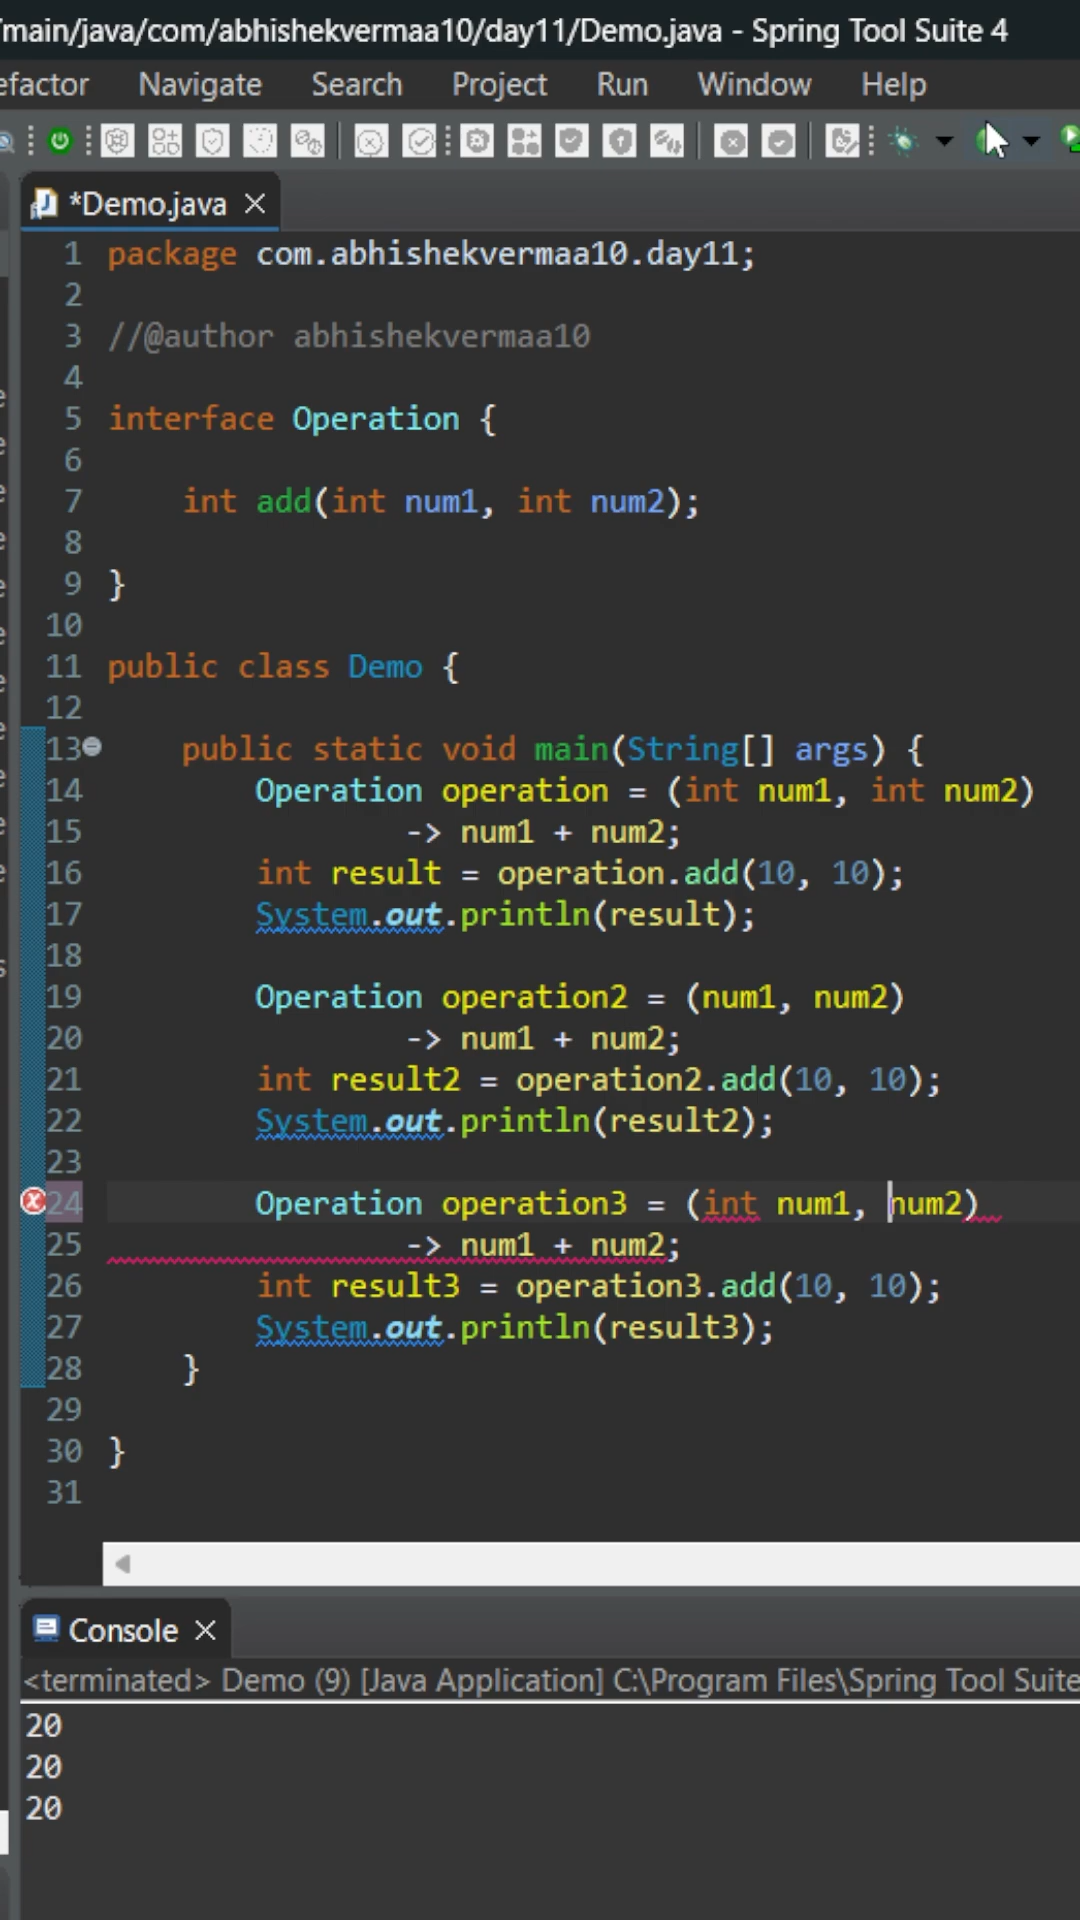 /main/java/com/abhishekvermaa10/day11/Demo.java - Spring Tool Suite 4
efactor Navigate Search Project Run Window Help
*Demo.java
1 package com.abhishekvermaa10.day11;
2
3 //@author abhishekvermaa10
4
5 interface Operation {
6
7 int add(int num1, int num2);
8
9 }
10
11 public class Demo {
12
13 public static void main(String[] args) {
14 Operation operation = (int num1, int num2)
15 -> num1 + num2;
16 int result = operation.add(10, 10);
17 System.out.println(result);
18
19 Operation operation2 = (num1, num2)
20 -> num1 + num2;
21 int result2 = operation2.add(10, 10);
22 System.out.println(result2);
23
24 Operation operation3 = (int num1, num2)
25 -> num1 + num2;
26 int result3 = operation3.add(10, 10);
27 System.out.println(result3);
28 }
29
30 }
31
Console
<terminated> Demo (9) [Java Application] C:\Program Files\Spring Tool Suite
20
20
20